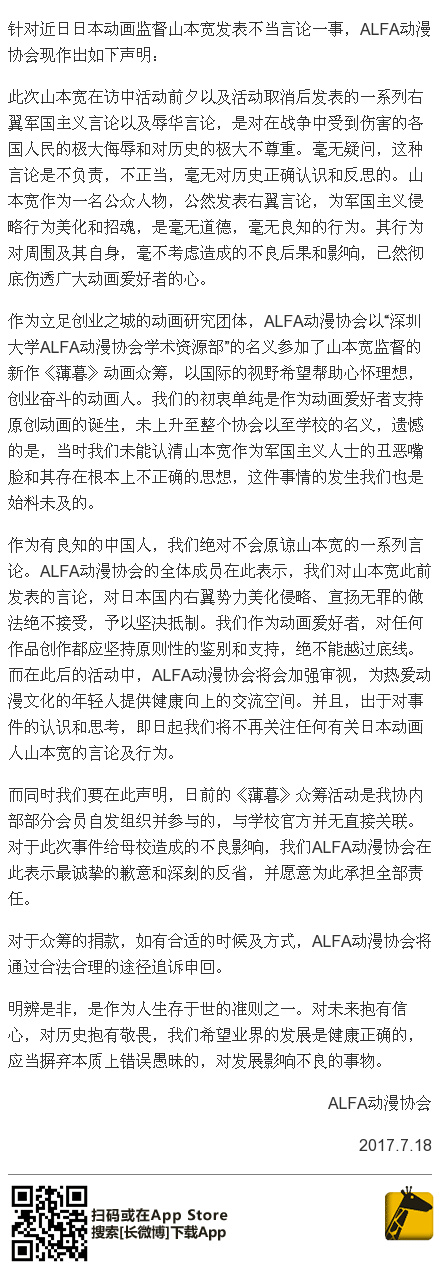 针对近日日本动画监督山本宽发表不当言论一事，ALFA动漫
协会现作出如下声明：
此次山本宽在访中活动前夕以及活动取消后发表的一系列右
翼军国主义言论以及辱华言论，是对在战争中受到伤害的各
国人民的极大侮辱和对历史的极大不尊重。毫无疑问，这种
言论是不负责，不正当，毫无对历史正确认识和反思的。山
本宽作为一名公众人物，公然发表右翼言论，为军国主义侵
略行为美化和招魂，是毫无道德，毫无良知的行为。其行为
对周围及其自身，毫不考虑造成的不良后果和影响，已然彻
底伤透广大动画爱好者的心。
作为立足创业之城的动画研究团体，ALFA动漫协会以“深圳
大学ALFA动漫协会学术资源部”的名义参加了山本宽监督的
新作《薄暮》动画众筹，以国际的视野希望帮助心怀理想，
创业奋斗的动画人。我们的初衷单纯是作为动画爱好者支持
原创动画的诞生，未上升至整个协会以至学校的名义，遗憾
的是，当时我们未能认清山本宽作为军国主义人士的丑恶嘴
脸和其存在根本上不正确的思想，这件事情的发生我们也是
始料未及的。
作为有良知的中国人，我们绝对不会原谅山本宽的一系列言
论。ALFA动漫协会的全体成员在此表示，我们对山本宽此前
发表的言论，对日本国内右翼势力美化侵略、宣扬无罪的做
法绝不接受，予以坚决抵制。我们作为动画爱好者，对任何
作品创作都应坚持原则性的鉴别和支持，绝不能越过底线。
而在此后的活动中，ALFA动漫协会将会加强审视，为热爱动
漫文化的年轻人提供健康向上的交流空间。并且，出于对事
件的认识和思考，即日起我们将不再关注任何有关日本动画
人山本宽的言论及行为。
而同时我们要在此声明，日前的《薄暮》众筹活动是我协内
部部分会员自发组织并参与的，与学校官方并无直接关联。
对于此次事件给母校造成的不良影响，我们ALFA动漫协会在
此表示最诚挚的歉意和深刻的反省，并愿意为此承担全部责
任。
对于众筹的捐款，如有合适的时候及方式，ALFA动漫协会将
通过合法合理的途径追诉申回。
明辨是非，是作为人生存于世的准则之一。对未来抱有信
心，对历史抱有敬畏，我们希望业界的发展是健康正确的，
应当摒弃本质上错误愚昧的，对发展影响不良的事物。
ALFA动漫协会
2017.7.18
扫码或在App Store
搜索[长微博]下载App